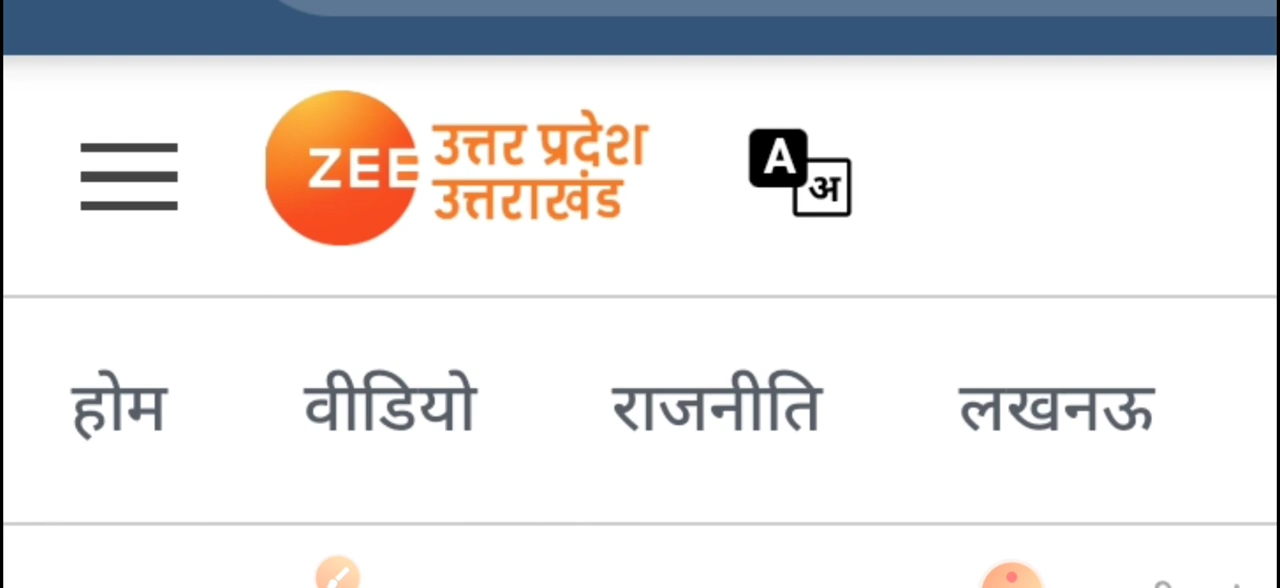 ZEE उत्तर प्रदेश
उत्तराखंड
A अ
होम वीडियो राजनीति लखनऊ